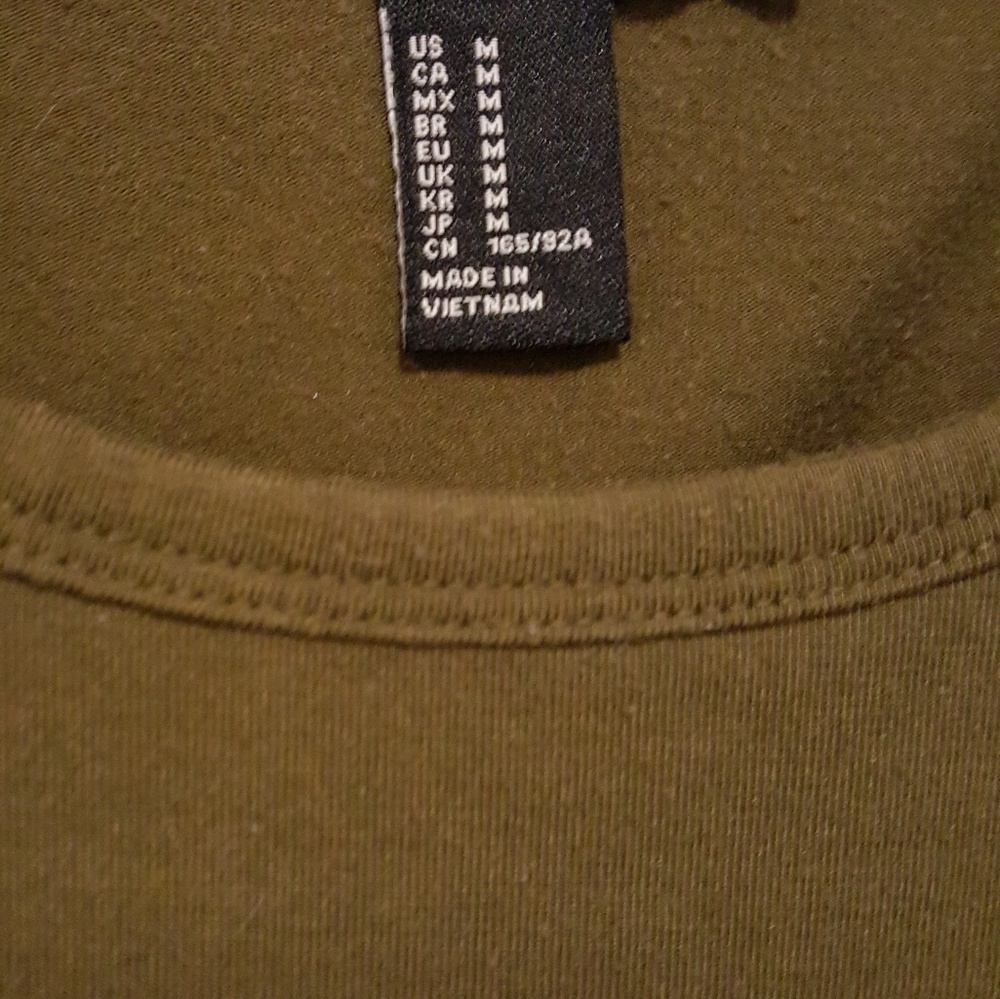 US M
CA M
MX M
BR M
EU M
UK M
KR M
JP M
CN 165/92A
MADE IN
VIETNAM